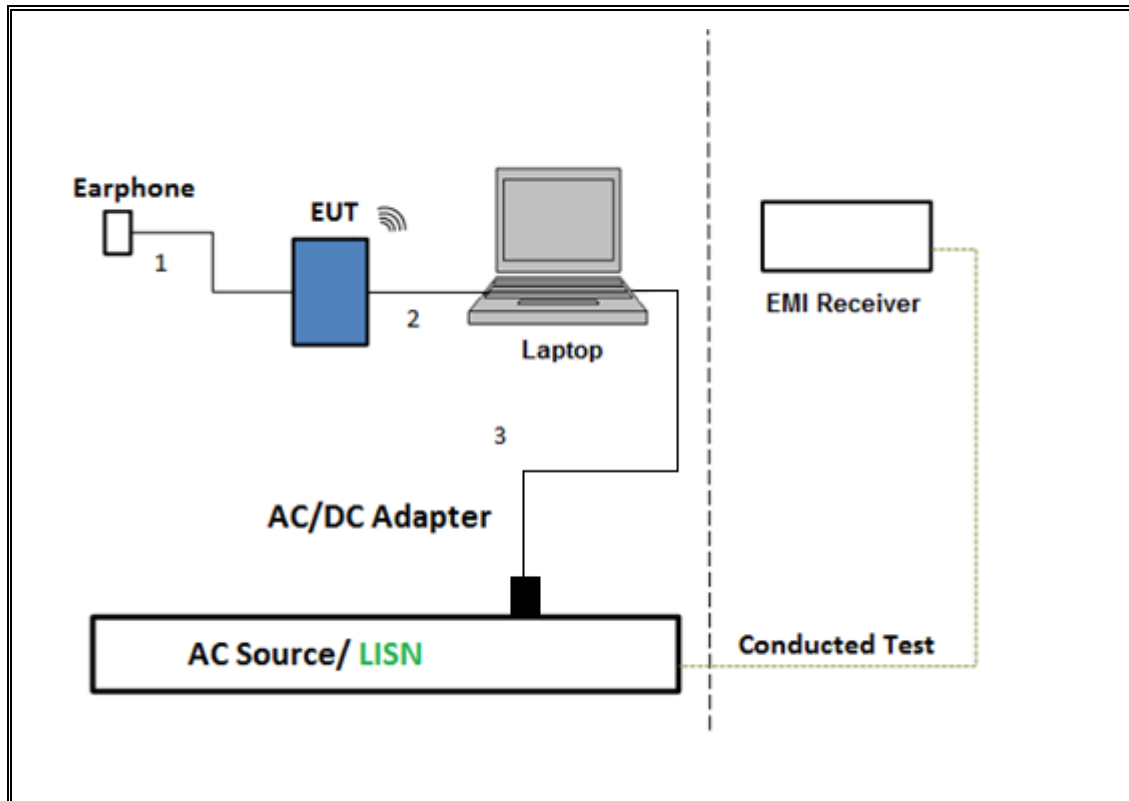 Earphone
EUT
1
2
Laptop
EMI Receiver
3
AC/DC Adapter
AC Source/ LISN
Conducted Test